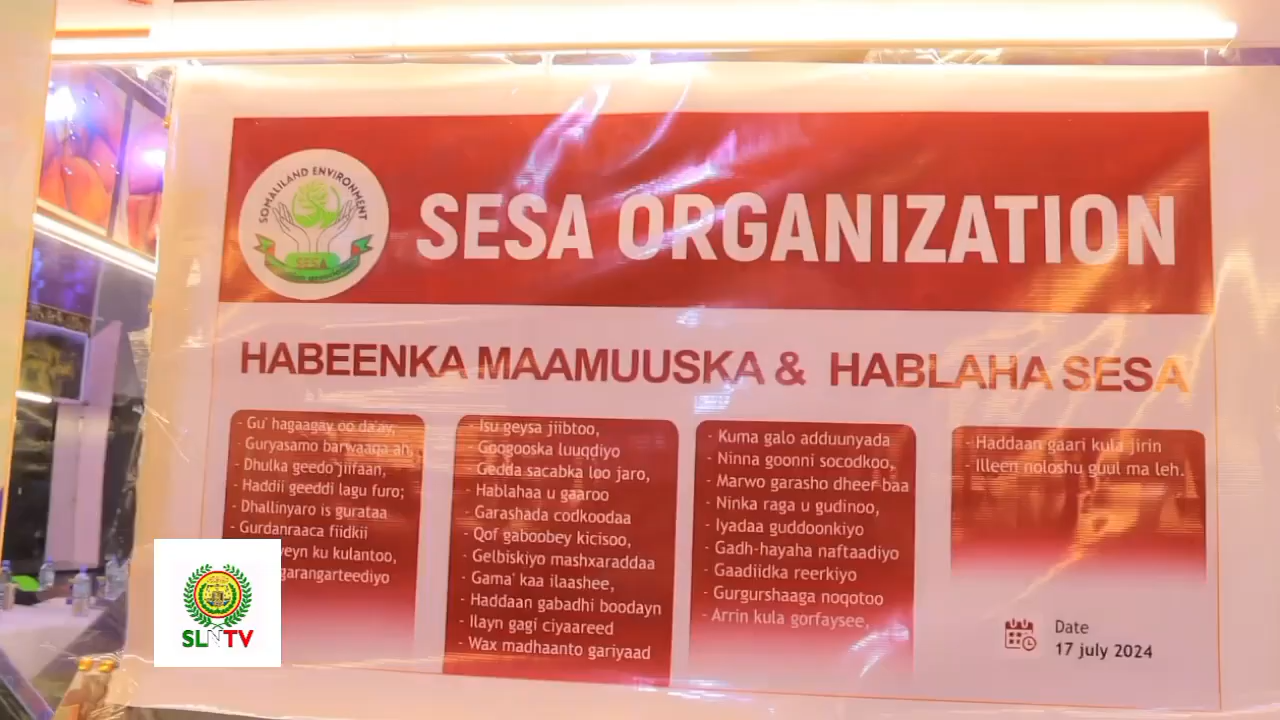 SOMALILAND ENVIRONMENT
SESA
SESA ORGANIZATION
HABEENKA MAAMUUSKA & HABLAHA SESA
- Gu' hagaagay oo da'ay,
- Guryasamo barwaaqa ah,
- Dhulka geedo jiifaan,
- Haddii geeddi lagu furo;
- Dhallinyaro is gurataa
- Gurdanraaca fiidkii
ku kulantoo,
- Isu geysa jiibtoo,
- Googooska luuqdiyo
- Gedda sacabka loo jaro,
- Hablahaa u gaaroo
- Garashada codkoodaa
- Qof gaboobey kicisoo,
- Gelbiskiyo mashxaraddaa
- Gama' kaa ilaashee,
- Haddaan gabadhi boodayn
- Ilayn gagi ciyaareed
- Wax madhaanto gariyaad
- Kuma galo adduunyada
- Ninna goonni socodkoo,
- Marwo garasho dheer baa
- Ninka raga u gudinoo,
- Iyadaa guddoonkiyo
- Gadh-hayaha naftaadiyo
- Gaadiidka reerkiyo
- Gurgurshaaga noqotoo
- Arrin kula gorfaysee,
- Haddaan gaari kula jirin
- Illeen noloshu guul ma leh.
Date
17 july 2024
SLNTV